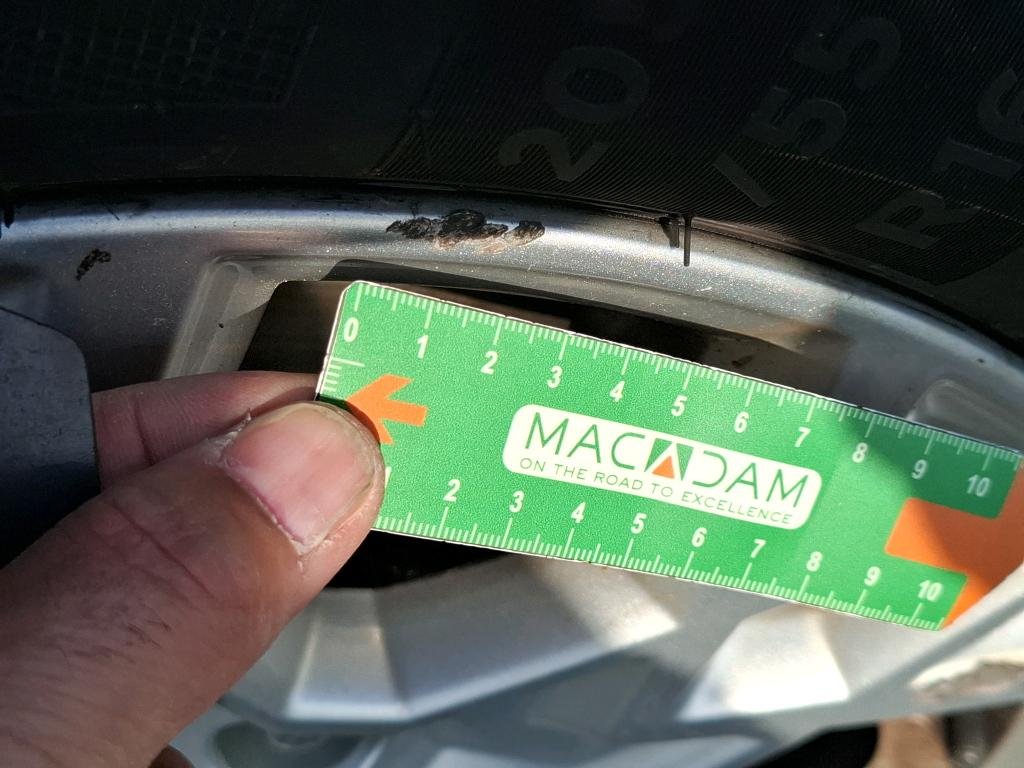 20
/55
R16
0 1 2 3 4 5 6 7 8 9 10
MACADAM
ON THE ROAD TO EXCELLENCE
2 3 4 5 6 7 8 9 10